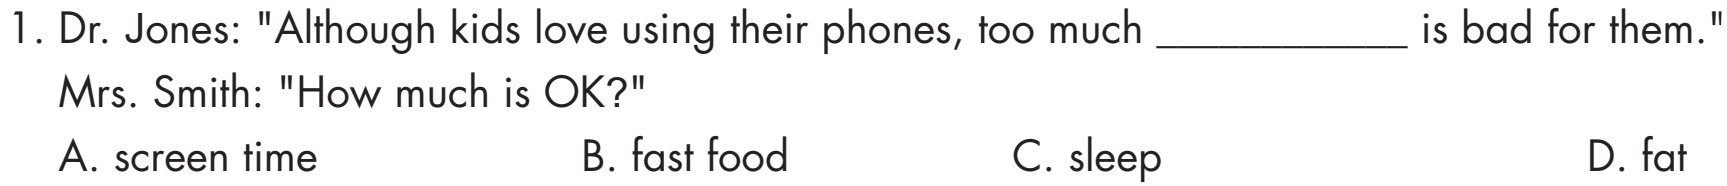 1. Dr. Jones: "Although kids love using their phones, too much ____________ is bad for them."
Mrs. Smith: "How much is OK?"
A. screen time B. fast food C. sleep D. fat